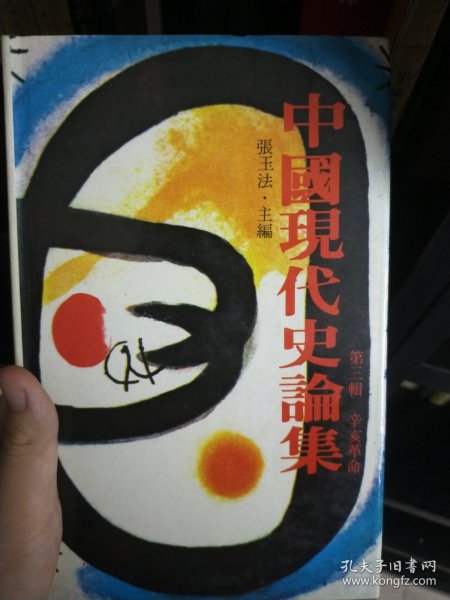 中國現代史論集
張玉法·主編
第三輯 辛亥革命
孔夫子旧书网
www.kongfz.com